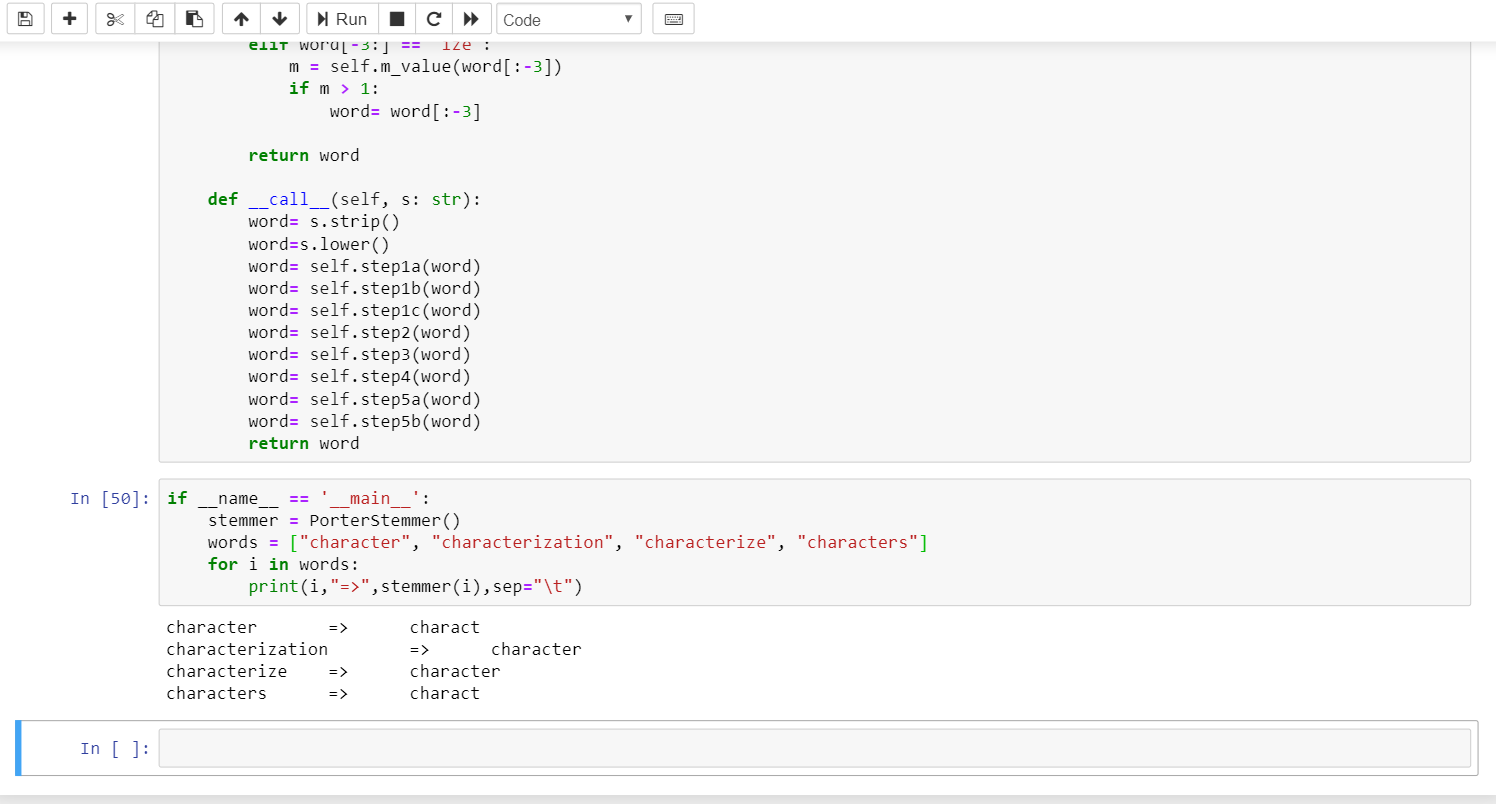 Run Code
elif word[-3:] == 'ize':
m = self.m_value(word[:-3])
if m > 1:
word= word[:-3]
return word
def __call__(self, s: str):
word= s.strip()
word=s.lower()
word= self.step1a(word)
word= self.step1b(word)
word= self.step1c(word)
word= self.step2(word)
word= self.step3(word)
word= self.step4(word)
word= self.step5a(word)
word= self.step5b(word)
return word
In [50]: if __name__ == '__main__':
stemmer = PorterStemmer()
words = ["character", "characterization", "characterize", "characters"]
for i in words:
print(i,"=>",stemmer(i),sep="\t")
character => charact
characterization => character
characterize => character
characters => charact
In [ ]: